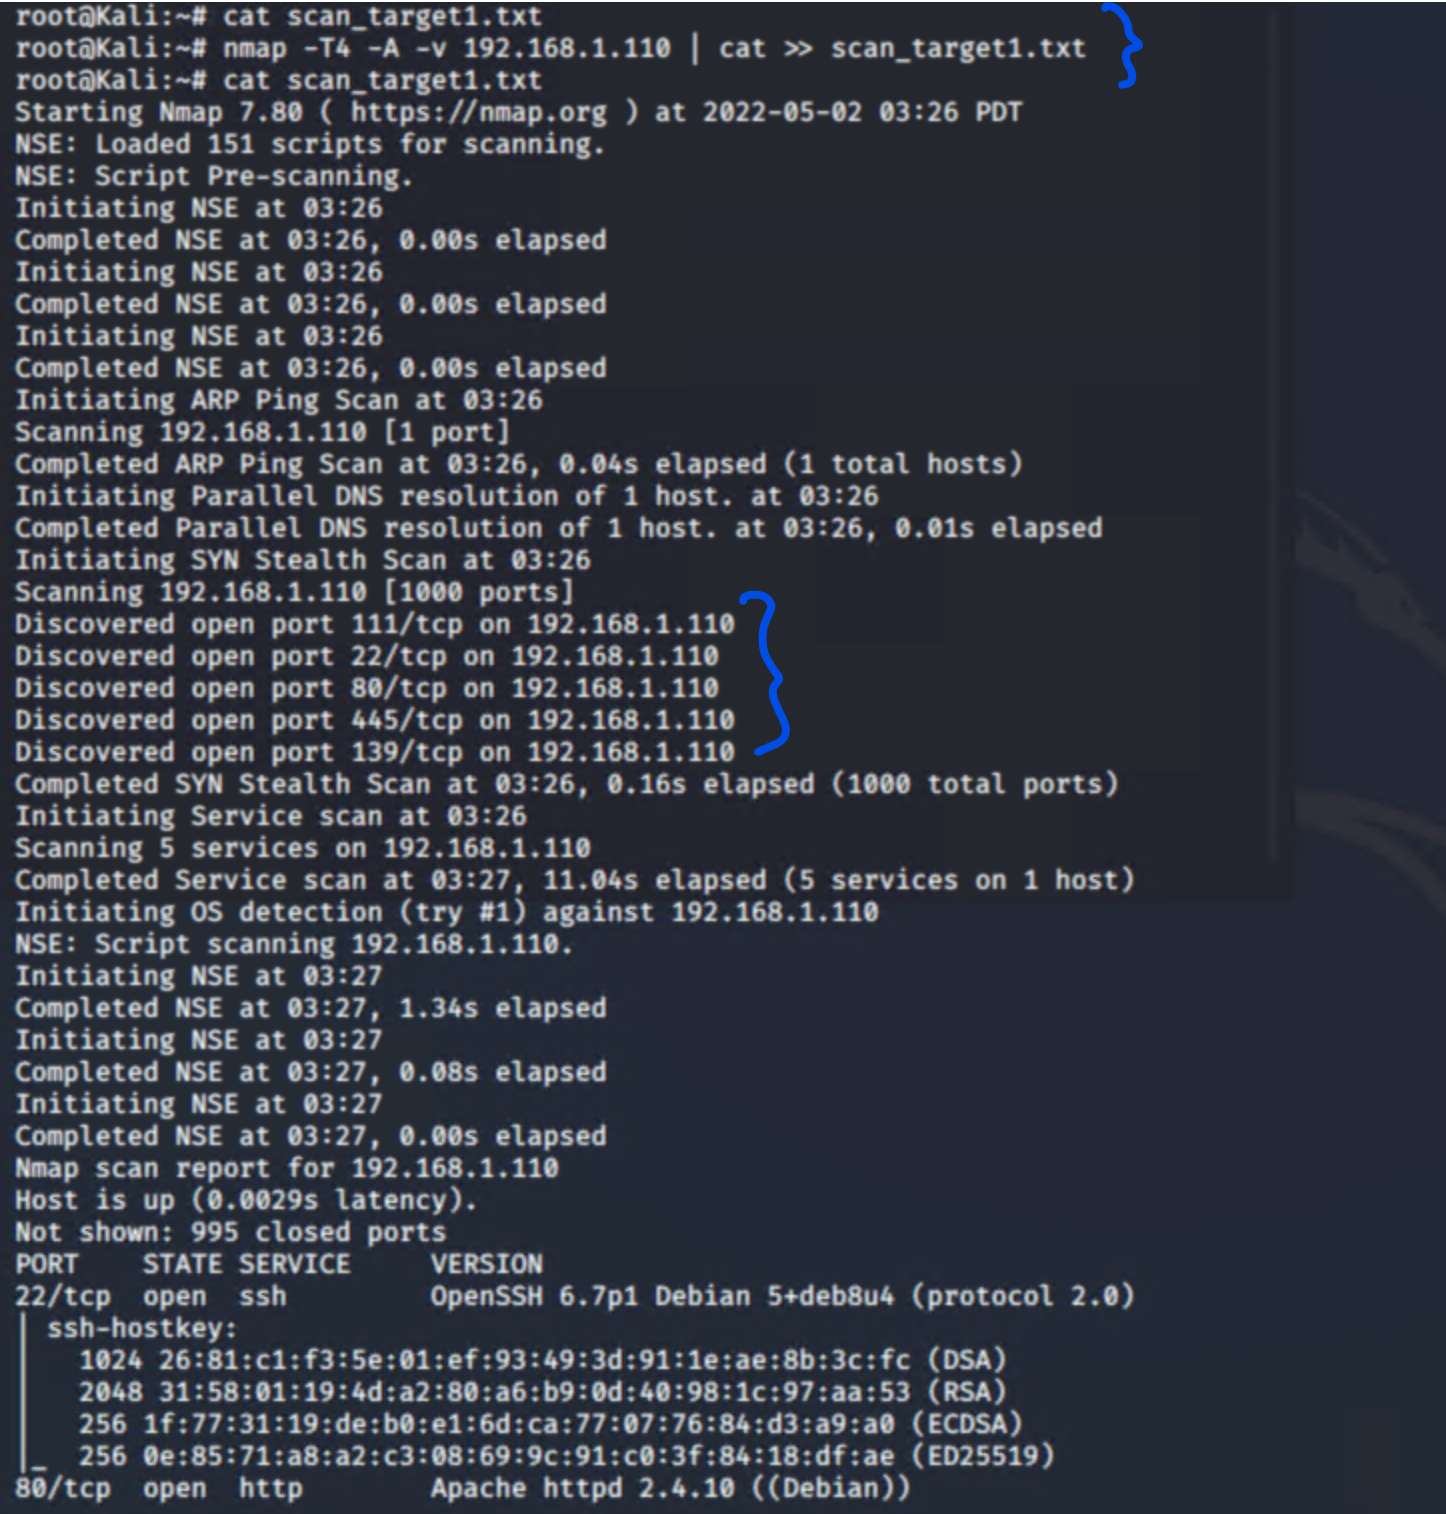 root@Kali:~# cat scan_target1.txt
root@Kali:~# nmap -T4 -A -v 192.168.1.110 | cat >> scan_target1.txt
root@Kali:~# cat scan_target1.txt
Starting Nmap 7.80 ( https://nmap.org ) at 2022-05-02 03:26 PDT
NSE: Loaded 151 scripts for scanning.
NSE: Script Pre-scanning.
Initiating NSE at 03:26
Completed NSE at 03:26, 0.00s elapsed
Initiating NSE at 03:26
Completed NSE at 03:26, 0.00s elapsed
Initiating NSE at 03:26
Completed NSE at 03:26, 0.00s elapsed
Initiating ARP Ping Scan at 03:26
Scanning 192.168.1.110 [1 port]
Completed ARP Ping Scan at 03:26, 0.04s elapsed (1 total hosts)
Initiating Parallel DNS resolution of 1 host. at 03:26
Completed Parallel DNS resolution of 1 host. at 03:26, 0.01s elapsed
Initiating SYN Stealth Scan at 03:26
Scanning 192.168.1.110 [1000 ports]
Discovered open port 111/tcp on 192.168.1.110
Discovered open port 22/tcp on 192.168.1.110
Discovered open port 80/tcp on 192.168.1.110
Discovered open port 445/tcp on 192.168.1.110
Discovered open port 139/tcp on 192.168.1.110
Completed SYN Stealth Scan at 03:26, 0.16s elapsed (1000 total ports)
Initiating Service scan at 03:26
Scanning 5 services on 192.168.1.110
Completed Service scan at 03:27, 11.04s elapsed (5 services on 1 host)
Initiating OS detection (try #1) against 192.168.1.110
NSE: Script scanning 192.168.1.110.
Initiating NSE at 03:27
Completed NSE at 03:27, 1.34s elapsed
Initiating NSE at 03:27
Completed NSE at 03:27, 0.08s elapsed
Initiating NSE at 03:27
Completed NSE at 03:27, 0.00s elapsed
Nmap scan report for 192.168.1.110
Host is up (0.0029s latency).
Not shown: 995 closed ports
PORT    STATE SERVICE     VERSION
22/tcp  open  ssh         OpenSSH 6.7p1 Debian 5+deb8u4 (protocol 2.0)
| ssh-hostkey:
|   1024 26:81:c1:f3:5e:01:ef:93:49:3d:91:1e:ae:8b:3c:fc (DSA)
|   2048 31:58:01:19:4d:a2:80:a6:b9:0d:40:98:1c:97:aa:53 (RSA)
|   256 1f:77:31:19:de:b0:e1:6d:ca:77:07:76:84:d3:a9:a0 (ECDSA)
|_  256 0e:85:71:a8:a2:c3:08:69:9c:91:c0:3f:84:18:df:ae (ED25519)
80/tcp  open  http        Apache httpd 2.4.10 ((Debian))